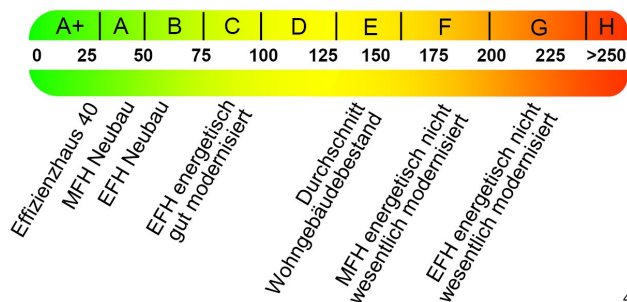 A+ A B C D E F G H
0 25 50 75 100 125 150 175 200 225 >250
Effizienzhaus 40
MFH Neubau
EFH Neubau
EFH energetisch
gut modernisiert
Durchschnitt
Wohngebäudebestand
MFH energetisch nicht
wesentlich modernisiert
EFH energetisch nicht
wesentlich modernisiert
4